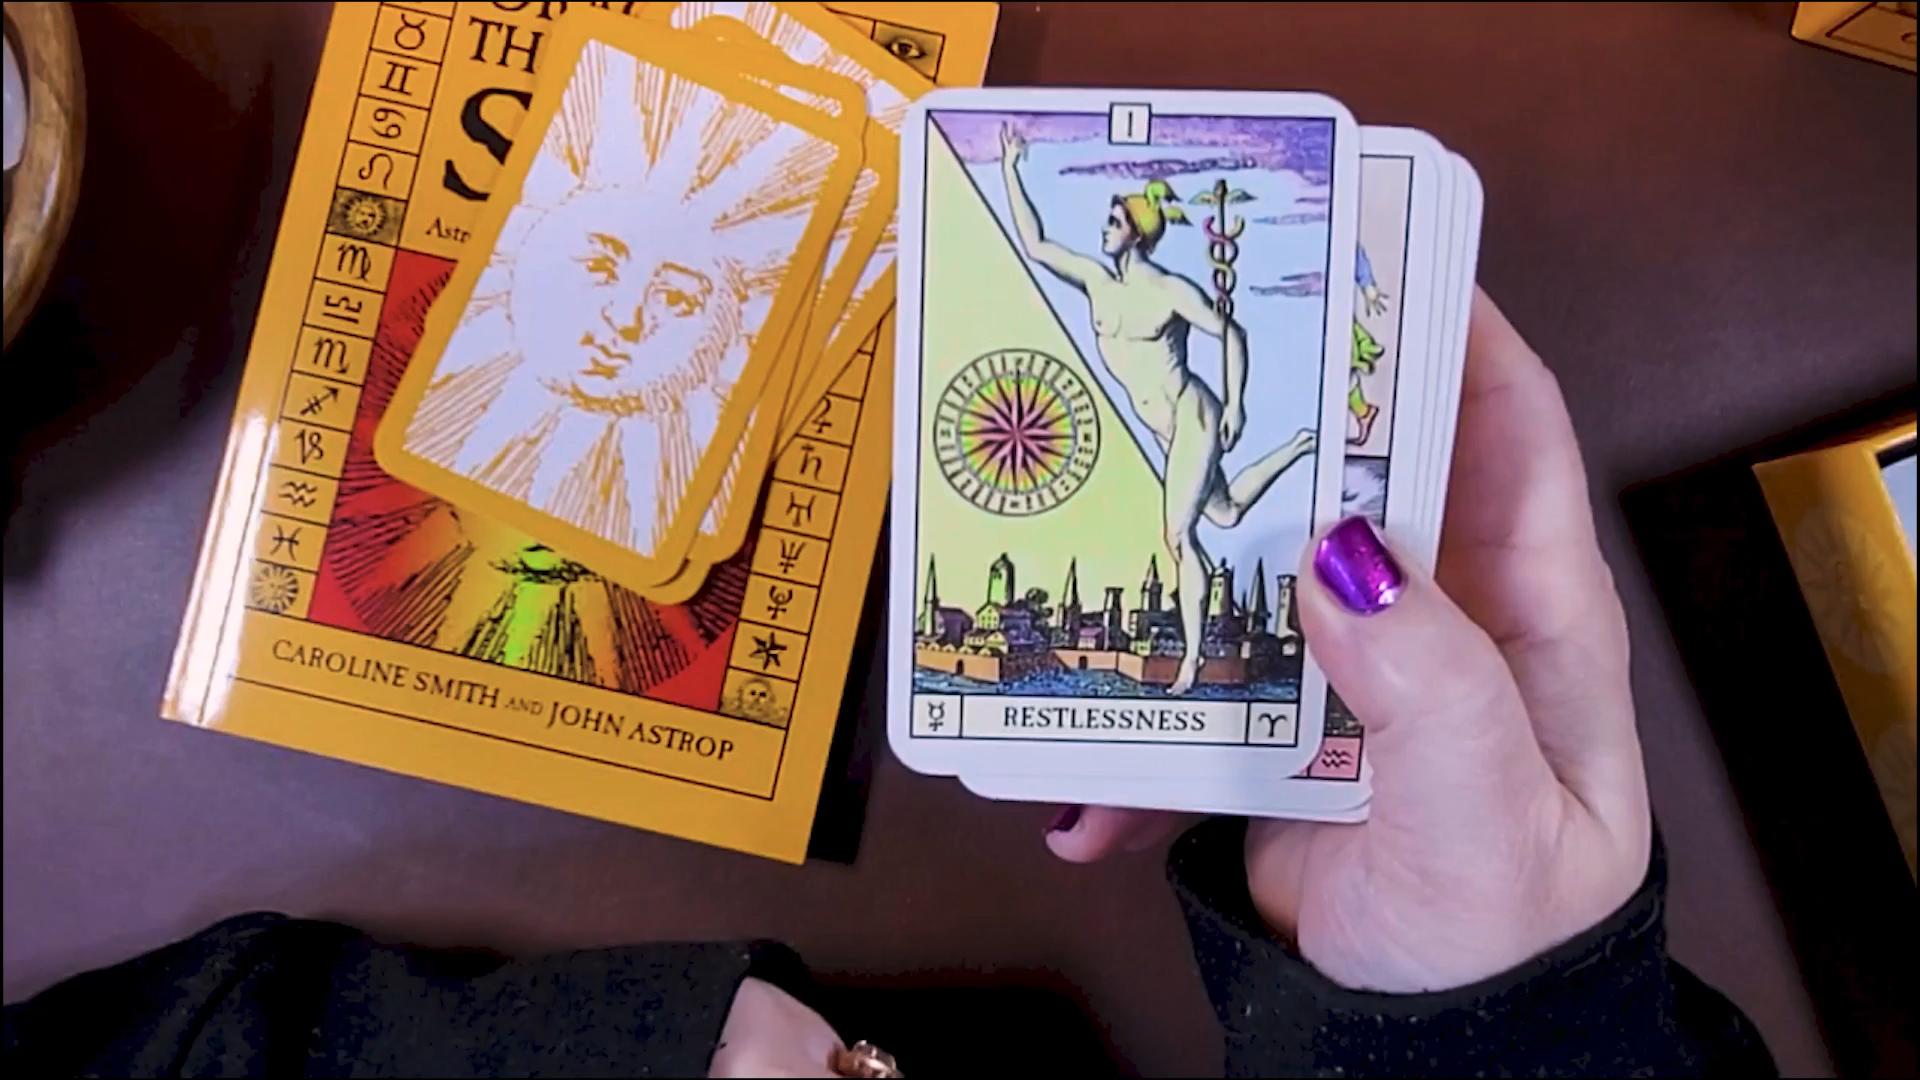 TH
S
Astr
CAROLINE SMITH AND JOHN ASTROP
I
RESTLESSNESS